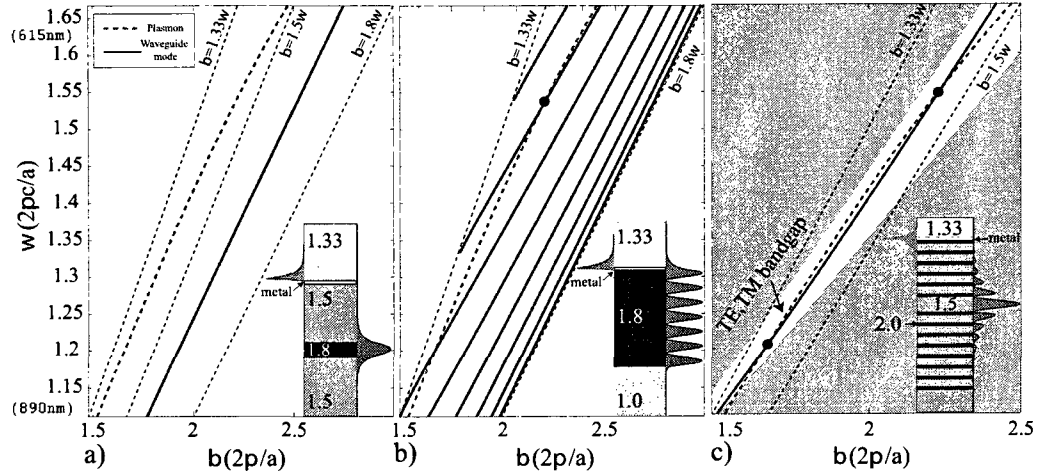 w(2pc/a)
(615nm)
1.65
1.6
1.55
1.5
1.45
1.4
1.35
1.3
1.25
1.2
1.15
(890nm)
Plasmon
Waveguide
mode
b=1.33w
b=1.5w
b=1.8w
1.33
metal
1.5
1.8
1.5
1.5
2
2.5
a)
b(2p/a)
b=1.33w
b=1.8w
1.33
metal
1.8
1.0
1.5
2
2.5
b)
b(2p/a)
b=1.33w
b=1.5w
TE,TM bandgap
1.33
metal
1.5
2.0
1.5
2
2.5
c)
b(2p/a)